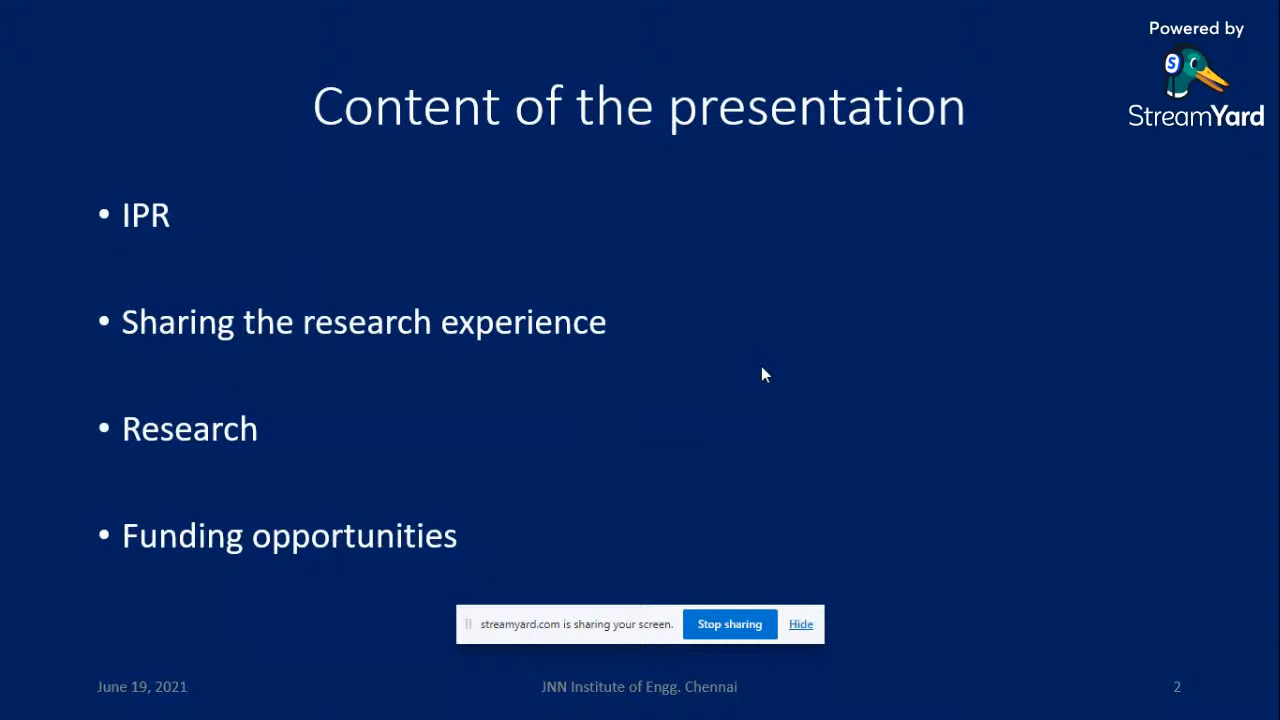 Powered by
StreamYard
Content of the presentation
• IPR
• Sharing the research experience
• Research
• Funding opportunities
streamyard.com is sharing your screen. Stop sharing Hide
June 19, 2021 JNN Institute of Engg. Chennai 2